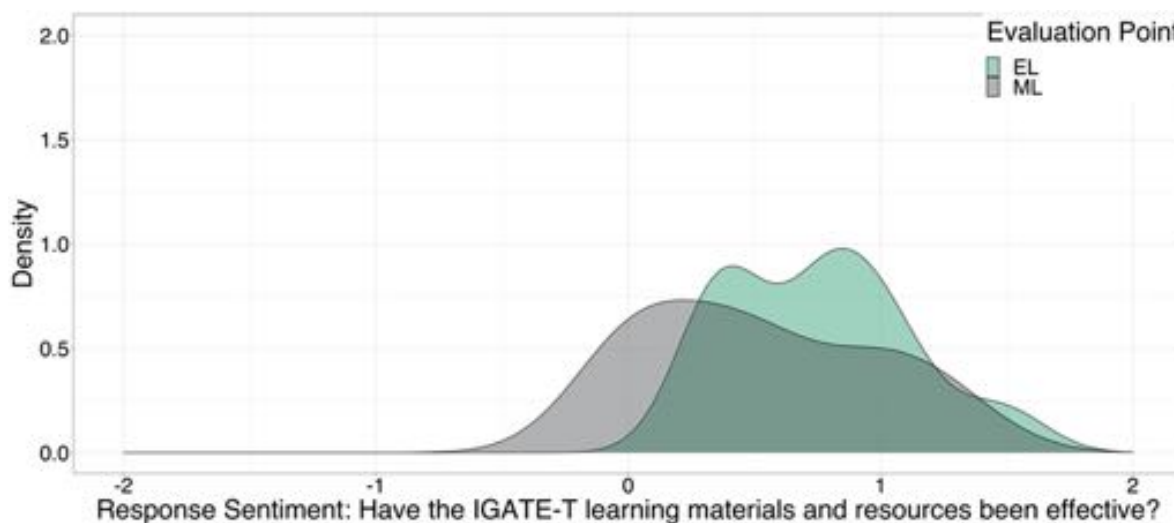 Evaluation Point
EL
ML
2.0
1.5
1.0
0.5
0.0
Density
-2
-1
0
1
2
Response Sentiment: Have the IGATE-T learning materials and resources been effective?